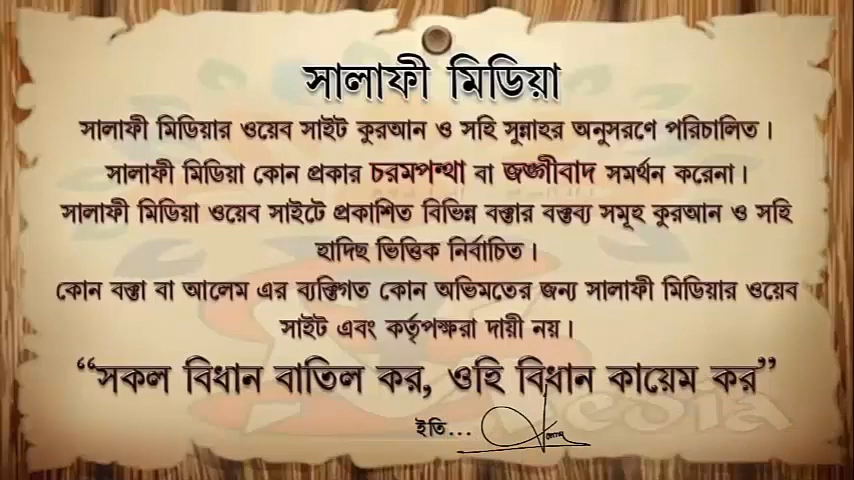 সালাফী মিডিয়া
সালাফী মিডিয়ার ওয়েব সাইট কুরআন ও সহি সুন্নাহর অনুসরণে পরিচালিত।
সালাফী মিডিয়া কোন প্রকার চরমপন্থা বা জঙ্গীবাদ সমর্থন করেনা।
সালাফী মিডিয়া ওয়েব সাইটে প্রকাশিত বিভিন্ন বক্তার বক্তব্য সমূহ কুরআন ও সহি
হাদিছ ভিত্তিক নির্বাচিত।
কোন বক্তা বা আলেম এর ব্যক্তিগত কোন অভিমতের জন্য সালাফী মিডিয়ার ওয়েব
সাইট এবং কর্তৃপক্ষরা দায়ী নয়।
“সকল বিধান বাতিল কর, ওহি বিধান কায়েম কর”
edia
ইতি...